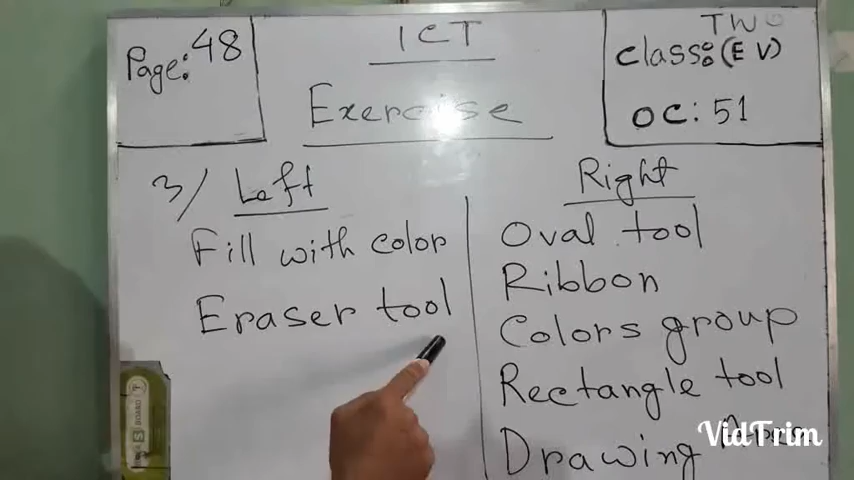 Page: 48
ICT
Exercise
TWO
Class: (EV)
OC: 51
3/ Left
Fill with color
Eraser tool
Right
Oval tool
Ribbon
Colors group
Rectangle tool
Drawing
VidTrim